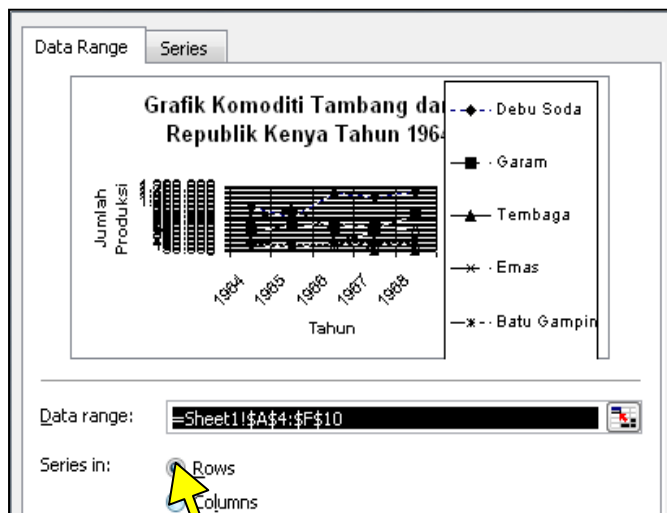 Data Range
Series
Grafik Komoditi Tambang da
Republik Kenya Tahun 1964
Debu Soda
Garam
Tembaga
Emas
Batu Gampin
Jumlah
Produksi
1964
1965
1966
1967
1968
Tahun
Data range:
=Sheet1!$A$4:$F$10
Series in:
Rows
Columns